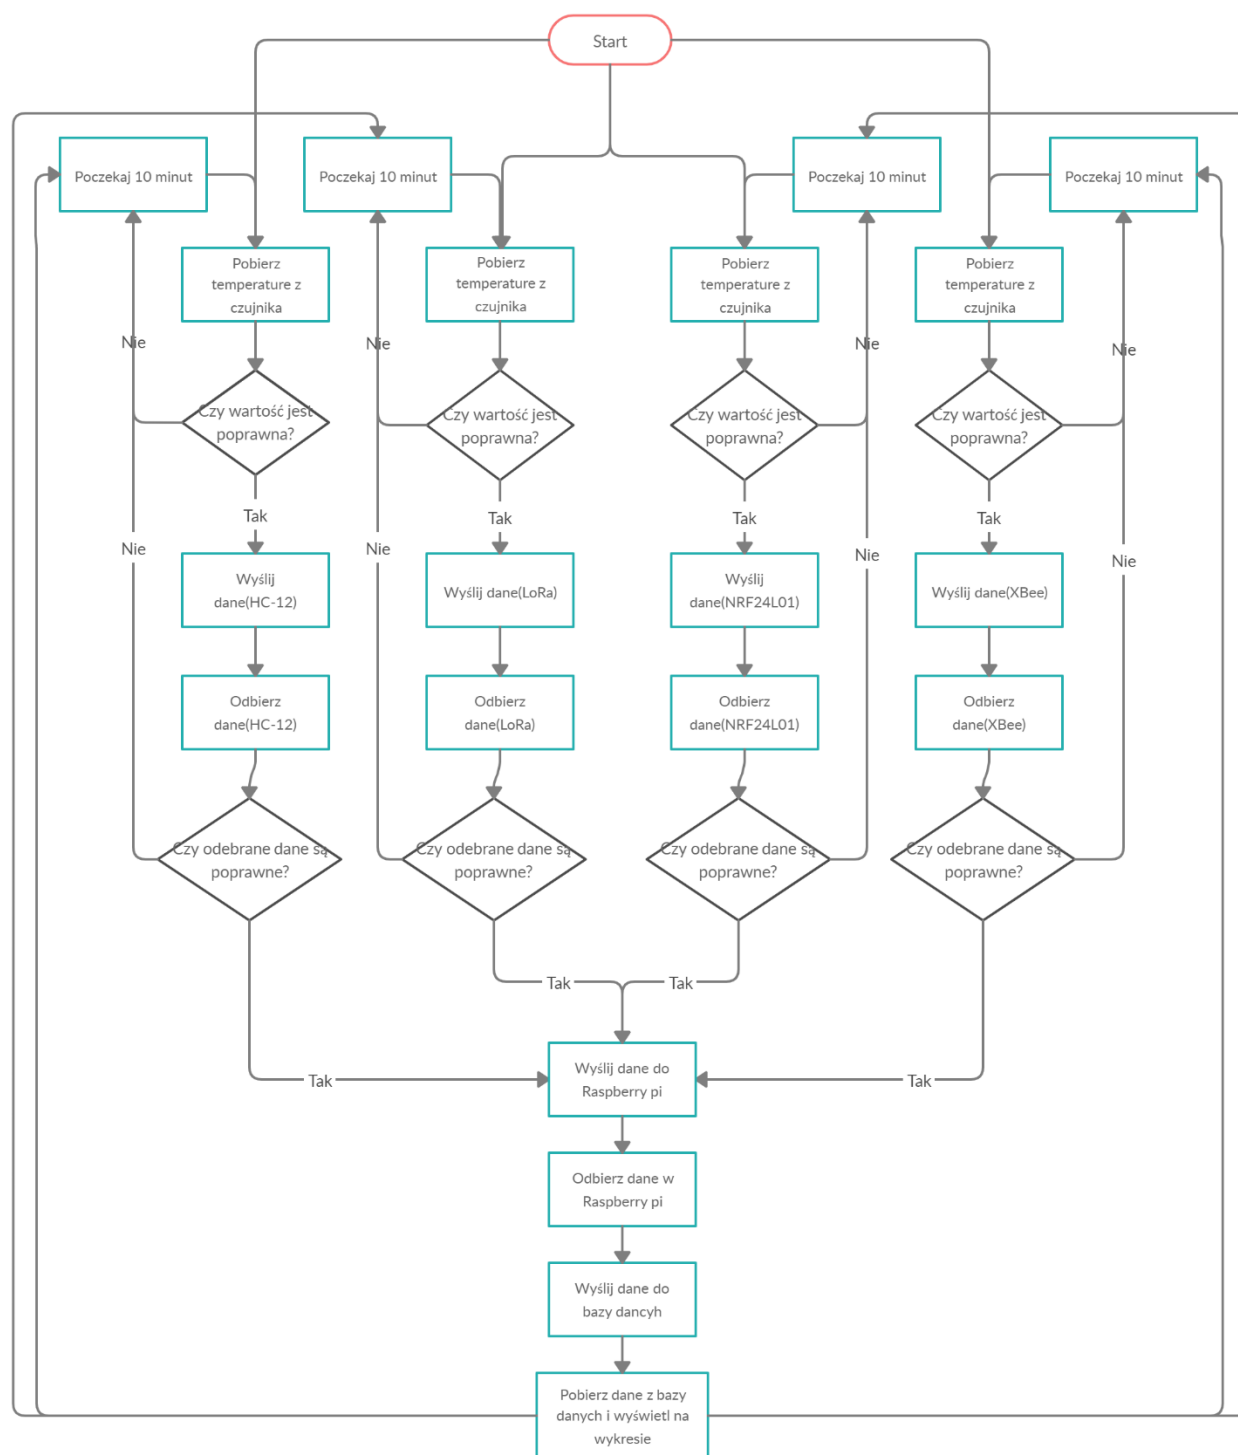 Start
Poczekaj 10 minut
Poczekaj 10 minut
Poczekaj 10 minut
Poczekaj 10 minut
Pobierz
temperature z
czujnika
Pobierz
temperature z
czujnika
Pobierz
temperature z
czujnika
Pobierz
temperature z
czujnika
Nie
Nie
Nie
Nie
Czy wartość jest
poprawna?
Czy wartość jest
poprawna?
Czy wartość jest
poprawna?
Czy wartość jest
poprawna?
Tak
Tak
Tak
Tak
Nie
Nie
Nie
Nie
Wyślij
dane(HC-12)
Wyślij dane(LoRa)
Wyślij
dane(NRF24L01)
Wyślij dane(XBee)
Odbierz
dane(HC-12)
Odbierz
dane(LoRa)
Odbierz
dane(NRF24L01)
Odbierz
dane(XBee)
Czy odebrane dane są
poprawne?
Czy odebrane dane są
poprawne?
Czy odebrane dane są
poprawne?
Czy odebrane dane są
poprawne?
Tak
Tak
Tak
Tak
Wyślij dane do
Raspberry pi
Odbierz dane w
Raspberry pi
Wyślij dane do
bazy dancyh
Pobierz dane z bazy
danych i wyświetl na
wykresie